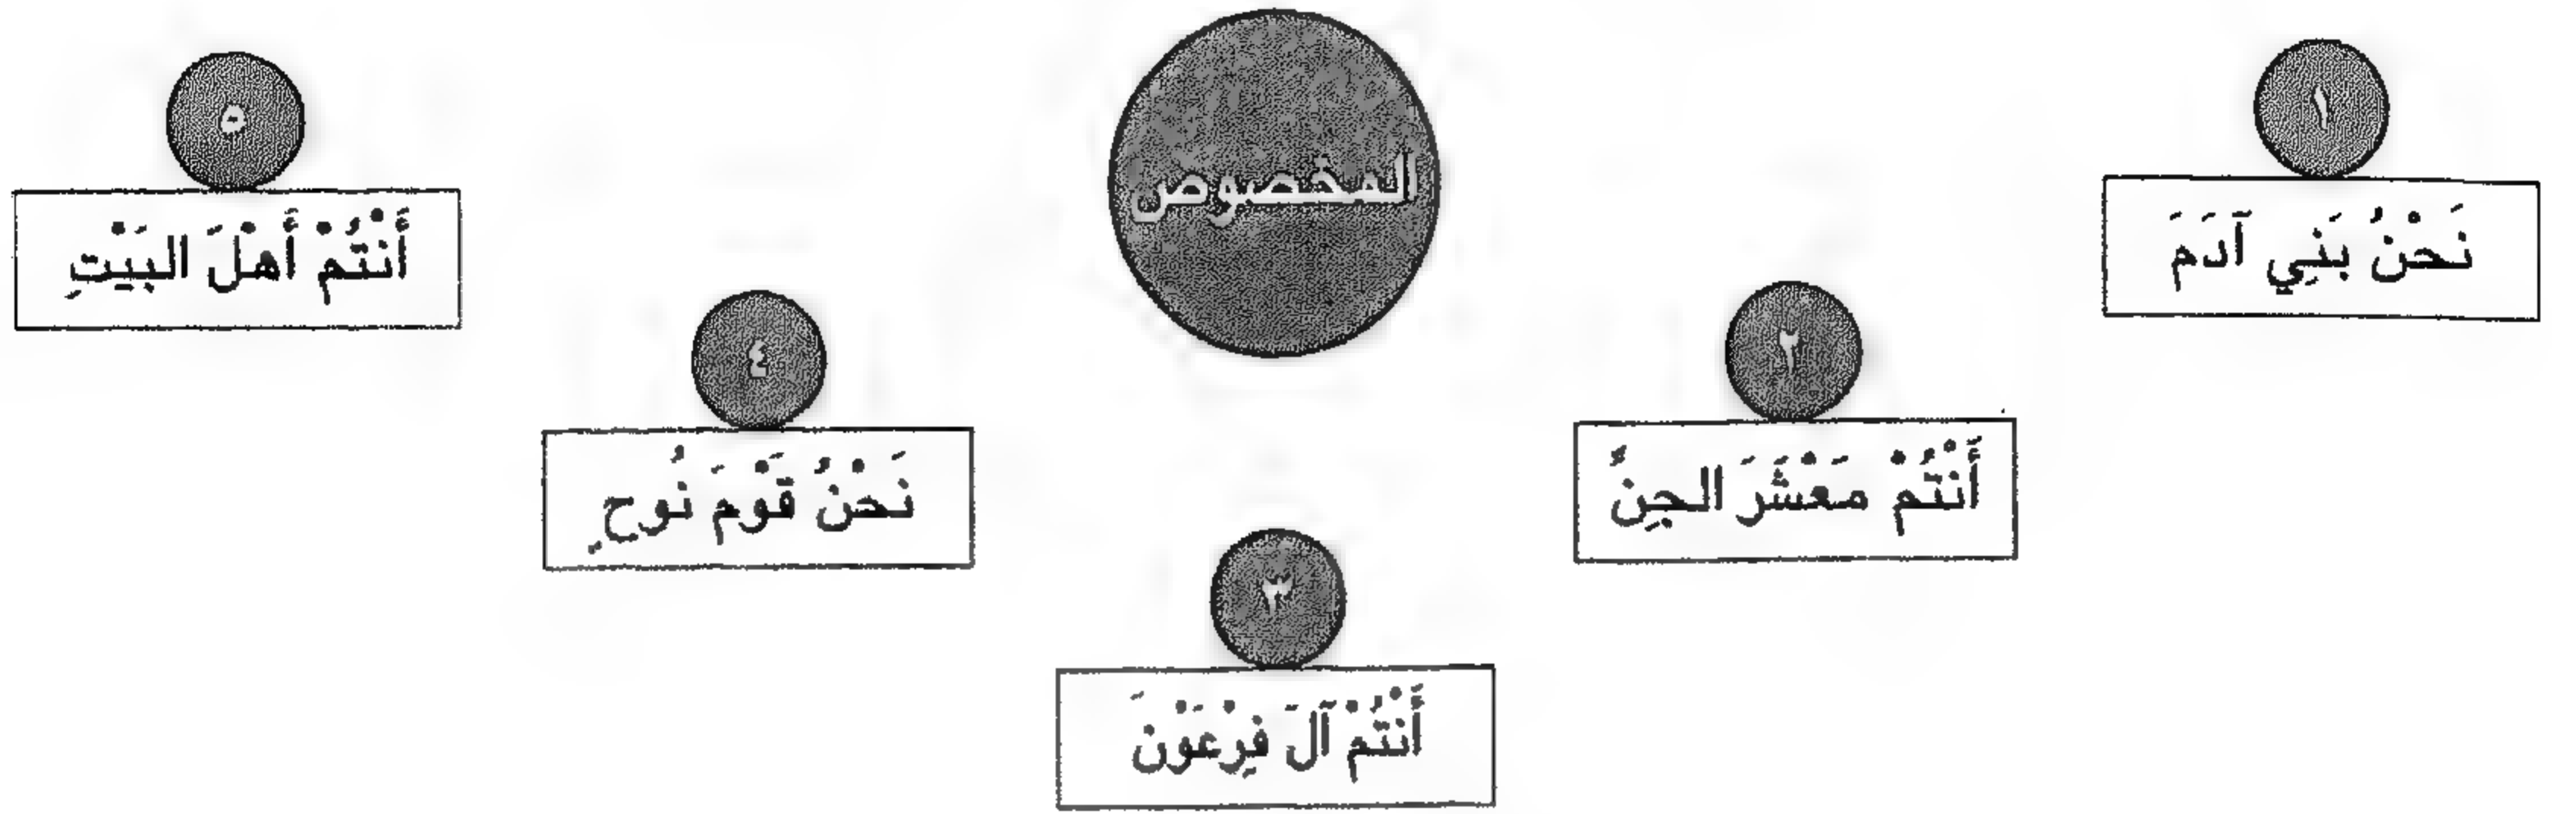 المخصوص
١
نَحْنُ بَنِي آدَمَ
٢
أَنْتُمْ مَعْشَرَ الجِنِّ
٣
أَنْتُمْ آلَ فِرْعَوْنَ
٤
نَحْنُ قَوْمَ نُوحٍ
٥
أَنْتُمْ أَهْلَ البَيْتِ